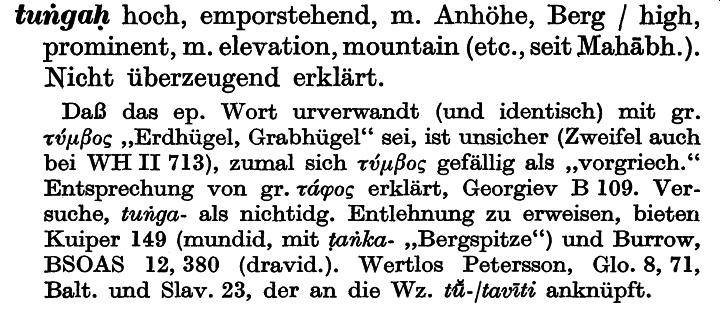 tuṅgaḥ hoch, emporstehend, m. Anhöhe, Berg / high,
prominent, m. elevation, mountain (etc., seit Mahābh.).
Nicht überzeugend erklärt.
Daß das ep. Wort urverwandt (und identisch) mit gr.
τύμβος „Erdhügel, Grabhügel“ sei, ist unsicher (Zweifel auch
bei WH II 713), zumal sich τύμβος gefällig als „vorgriech.“
Entsprechung von gr. τάφος erklärt, Georgiev B 109. Ver-
suche, tuṅga- als nichtidg. Entlehnung zu erweisen, bieten
Kuiper 149 (mundid, mit ṭaṅka- „Bergspitze“) und Burrow,
BSOAS 12, 380 (dravid.). Wertlos Petersson, Glo. 8, 71,
Balt. und Slav. 23, der an die Wz. tū̆-/tavīti anknüpft.